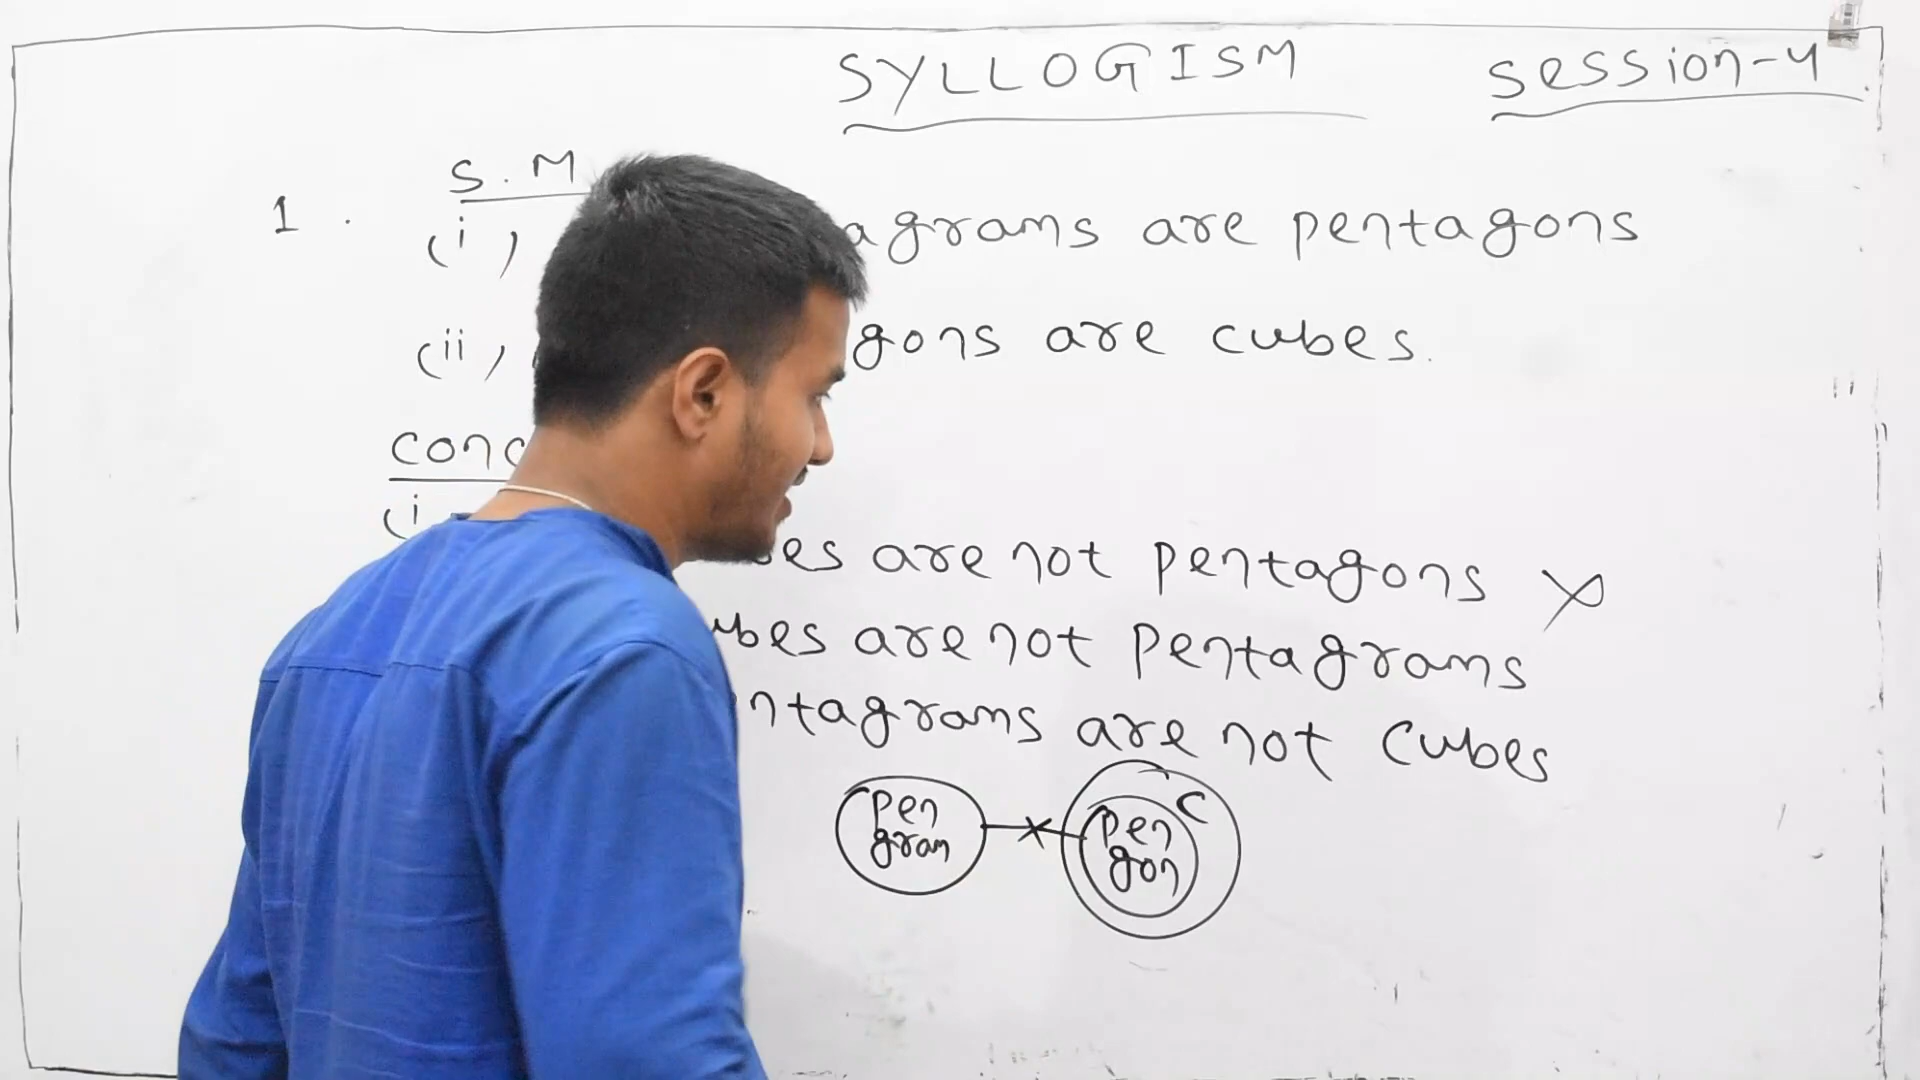 SYLLOGISM
Session-4
S.M
1. (i) agrams are pentagons
(ii) gons are cubes.
conc
(i
bes are not pentagons ✗
ubes are not pentagrams
ntagrams are not cubes
pen
gram
C
pen
gon